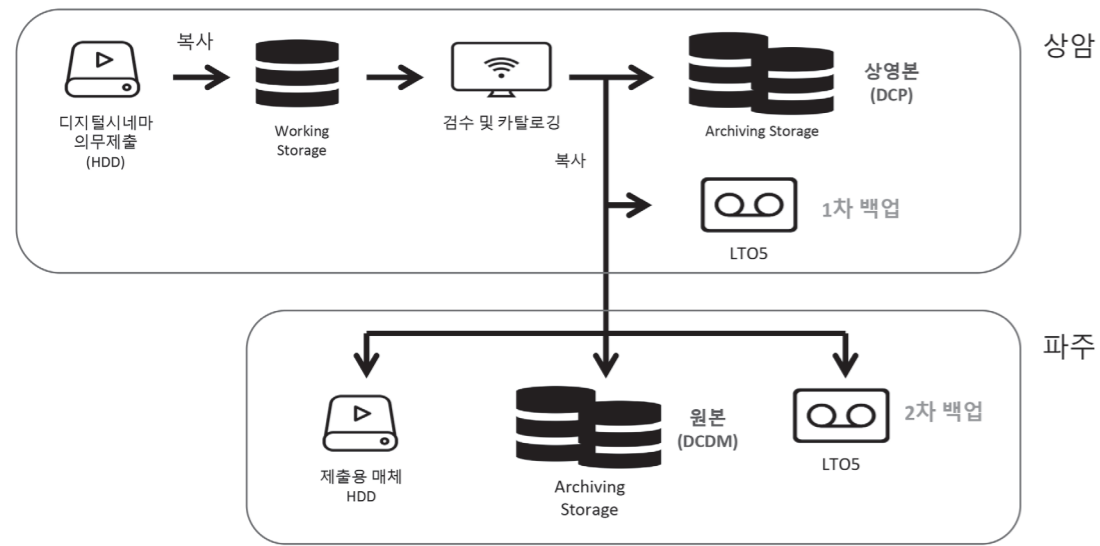 상암
복사
디지털시네마
의무제출
(HDD)
Working
Storage
검수 및 카탈로깅
상영본
(DCP)
Archiving Storage
복사
1차 백업
LTO5
파주
제출용 매체
HDD
원본
(DCDM)
Archiving
Storage
2차 백업
LTO5